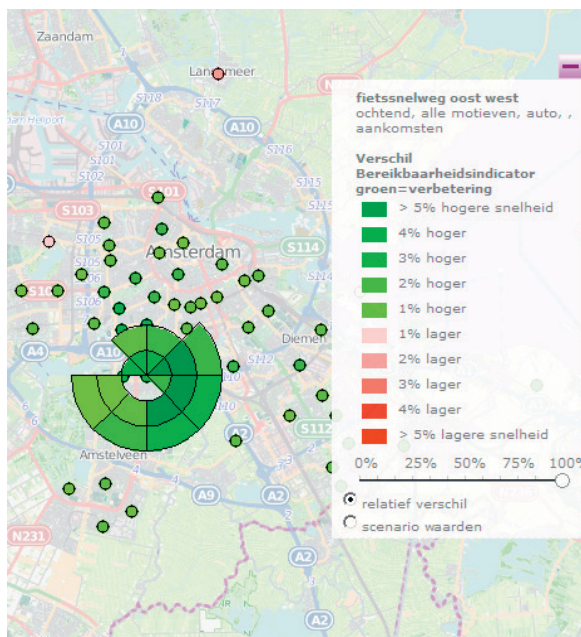 Zaandam
Landsmeer
S118
S117
A10
A10
S116
S102
S101
S103
S115
S105
S114
Amsterdam
S106
S106
A4
A10
S112
Diemen
S112
Amstelveen
A9
A2
A2
N231
A2
A2
fietssnelweg oost west
ochtend, alle motieven, auto, ,
aankomsten
Verschil
Bereikbaarheidsindicator
groen=verbetering
> 5% hogere snelheid
4% hoger
3% hoger
2% hoger
1% hoger
1% lager
2% lager
3% lager
4% lager
> 5% lagere snelheid
0% 25% 50% 75% 100%
relatief verschil
scenario waarden